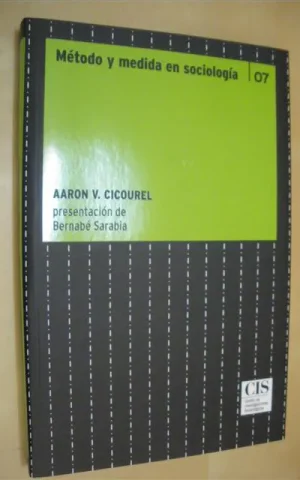 Método y medida en sociología
07
AARON V. CICOUREL
presentación de
Bernabé Sarabia
CIS